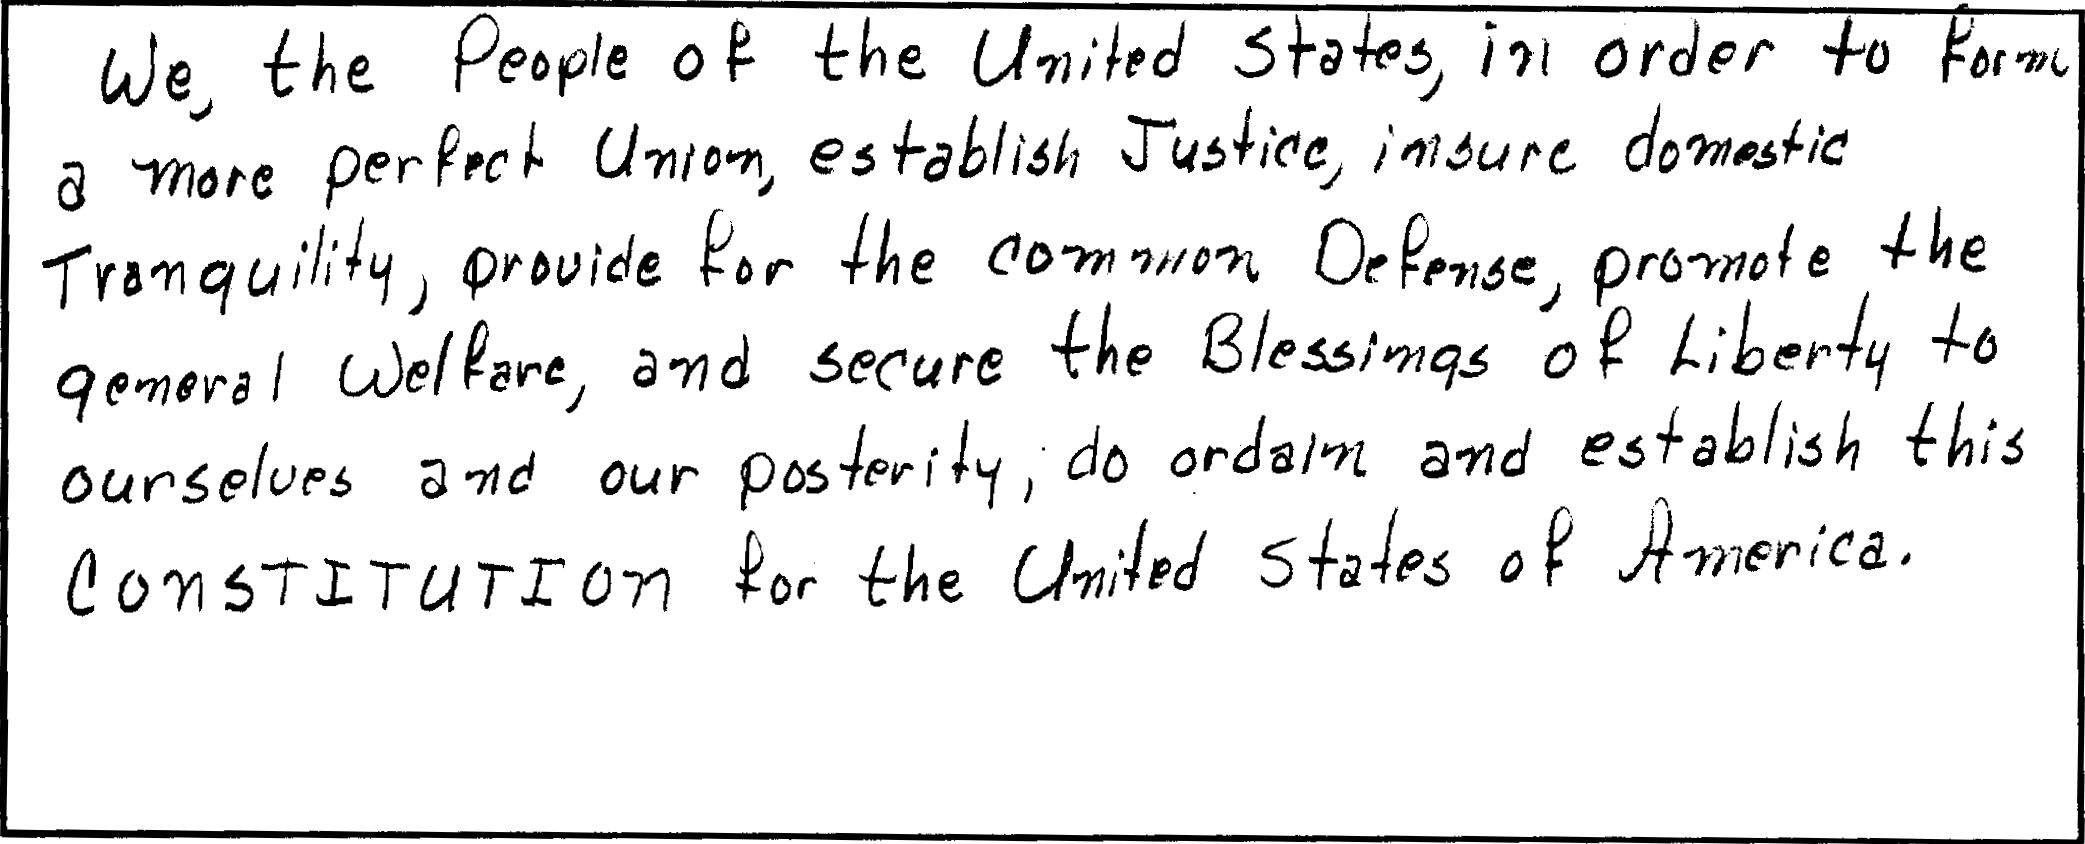 We, the People of the United States, in order to form
a more perfect Union, establish Justice, insure domestic
Tranquility, provide for the common Defense, promote the
general Welfare, and secure the Blessings of Liberty to
ourselves and our posterity, do ordain and establish this
CONSTITUTION for the United States of America.